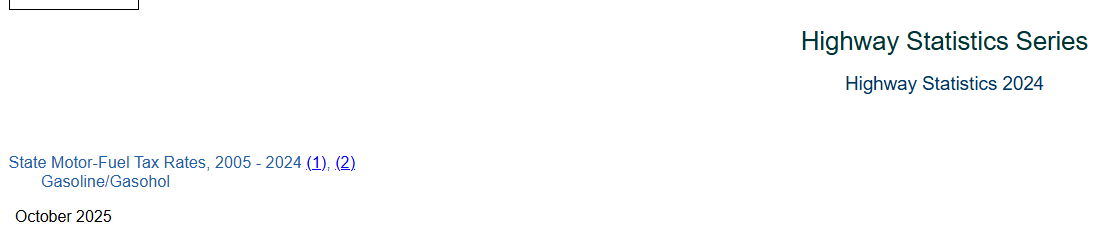 Highway Statistics Series
Highway Statistics 2024
State Motor-Fuel Tax Rates, 2005 - 2024 (1), (2)
Gasoline/Gasohol
October 2025